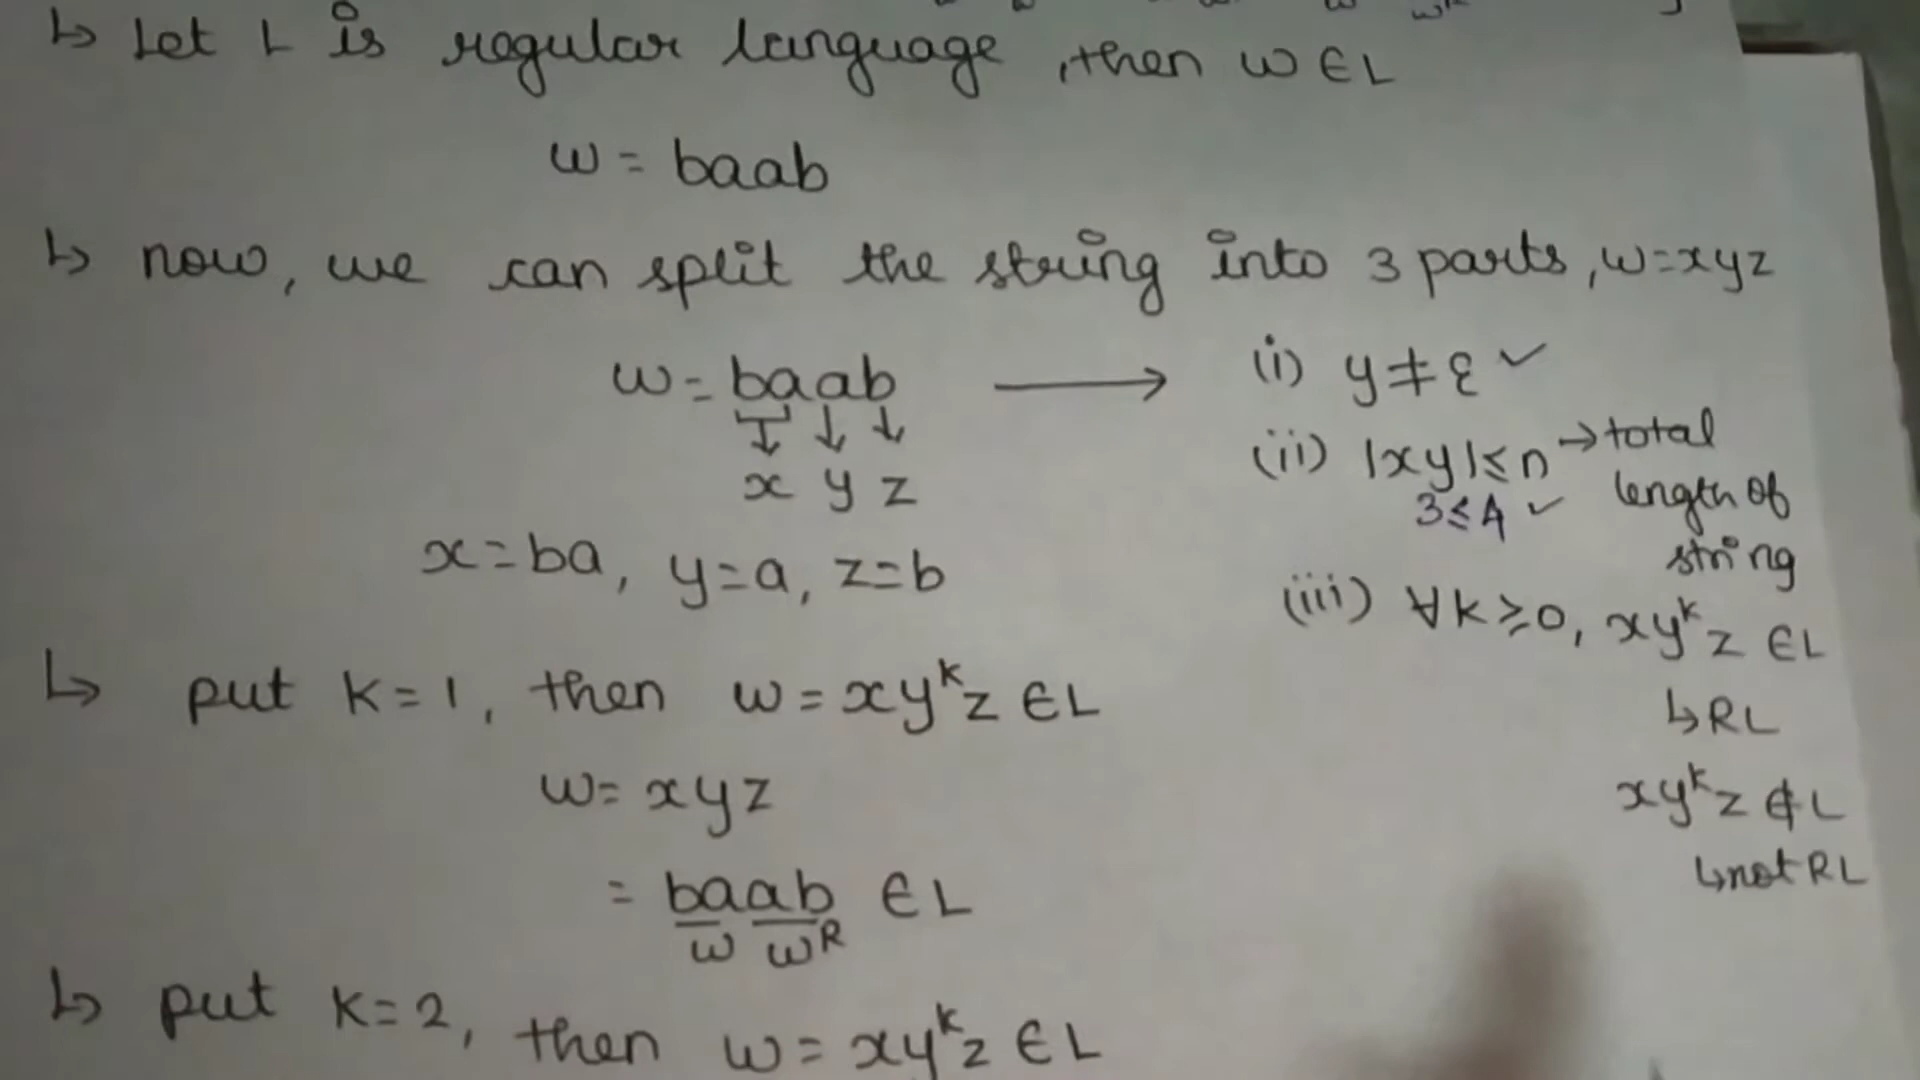 ↳ Let L is regular language, then w ∈ L
w = baab
↳ now, we can split the string into 3 parts, w=xyz
w = baab → (i) y ≠ ε ✓
x y z
(ii) |xy| ≤ n → total length of string
3 ≤ 4 ✓
x = ba, y = a, z = b
(iii) ∀k ≥ 0, xy^k z ∈ L
↳ RL
xy^k z ∉ L
↳ not RL
↳ put k = 1, then w = xy^k z ∈ L
w = xyz
= baab ∈ L
w w^R
↳ put k = 2, then w = xy^k z ∈ L